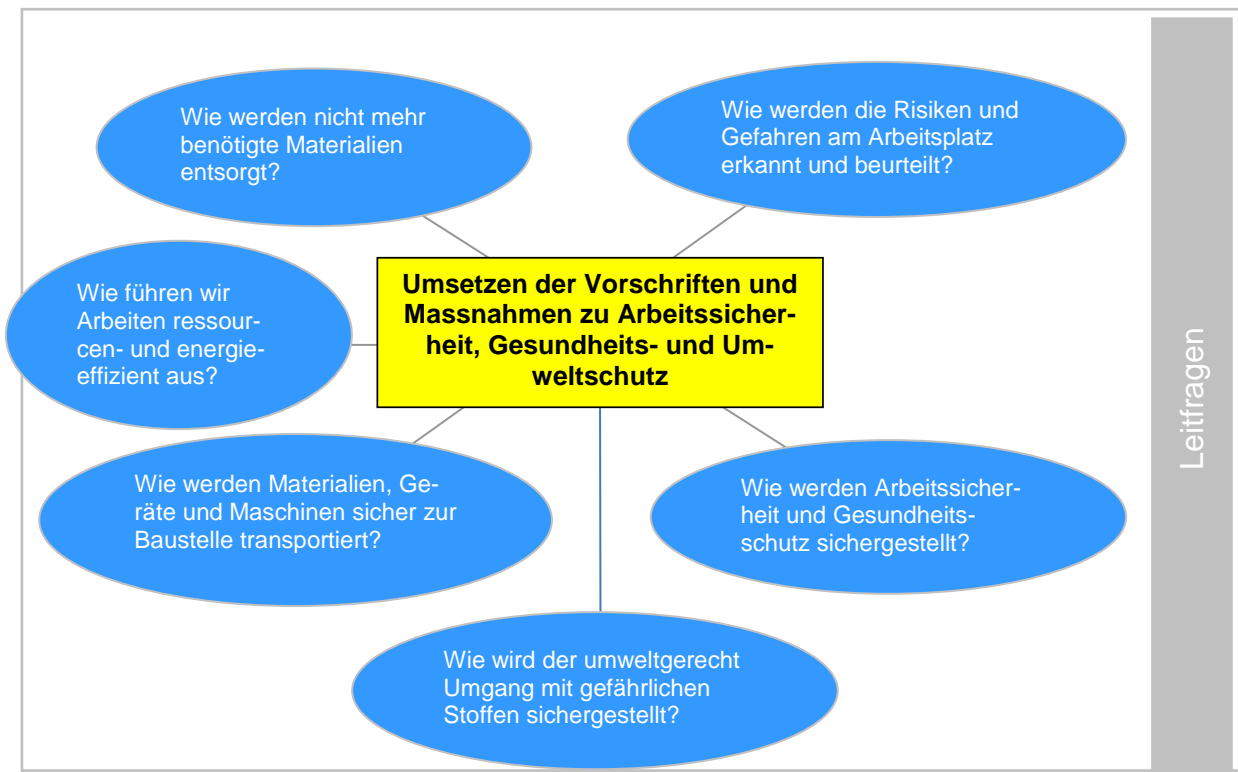 Wie werden nicht mehr
benötigte Materialien
entsorgt?
Wie werden die Risiken und
Gefahren am Arbeitsplatz
erkannt und beurteilt?
Wie führen wir
Arbeiten ressour-
cen- und energie-
effizient aus?
Umsetzen der Vorschriften und
Massnahmen zu Arbeitssicher-
heit, Gesundheits- und Um-
weltschutz
Wie werden Materialien, Ge-
räte und Maschinen sicher zur
Baustelle transportiert?
Wie werden Arbeitssicher-
heit und Gesundheits-
schutz sichergestellt?
Wie wird der umweltgerecht
Umgang mit gefährlichen
Stoffen sichergestellt?
Leitfragen